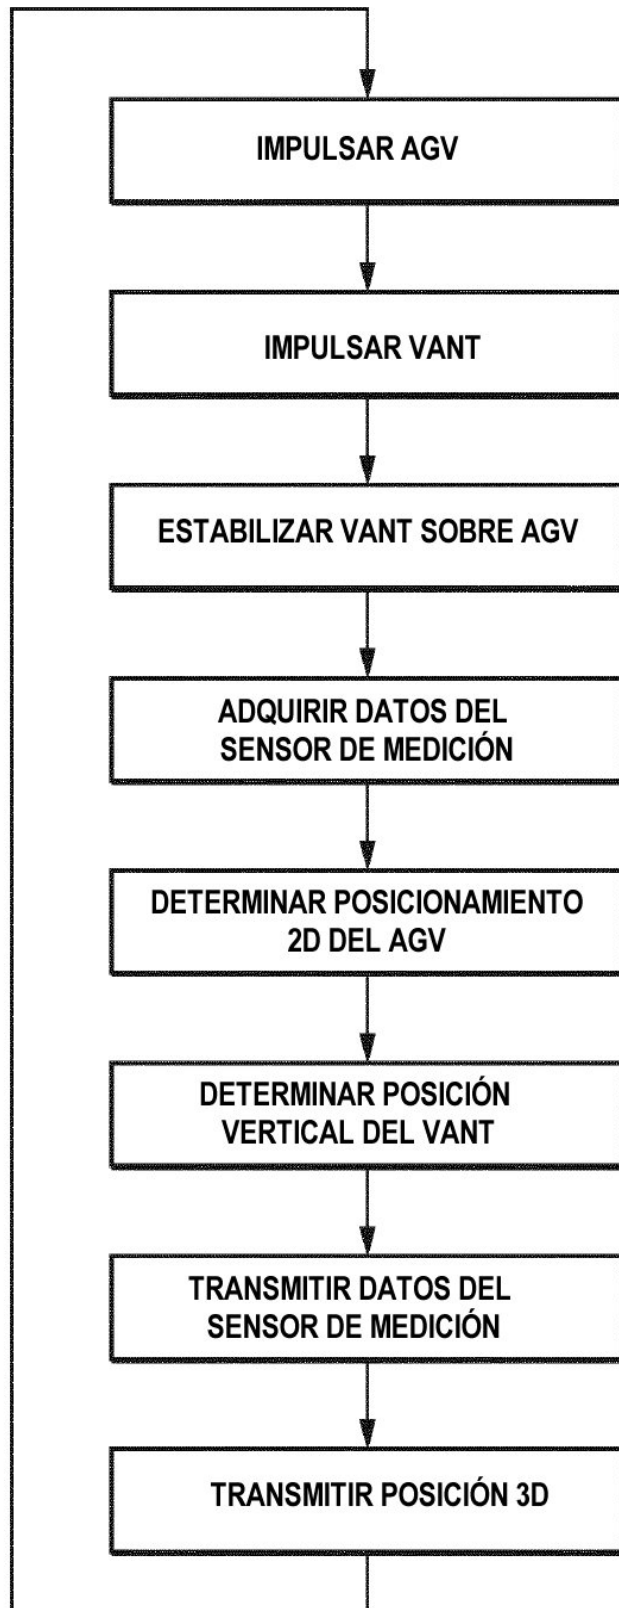 IMPULSAR AGV
IMPULSAR VANT
ESTABILIZAR VANT SOBRE AGV
ADQUIRIR DATOS DEL
SENSOR DE MEDICIÓN
DETERMINAR POSICIONAMIENTO
2D DEL AGV
DETERMINAR POSICIÓN
VERTICAL DEL VANT
TRANSMITIR DATOS DEL
SENSOR DE MEDICIÓN
TRANSMITIR POSICIÓN 3D